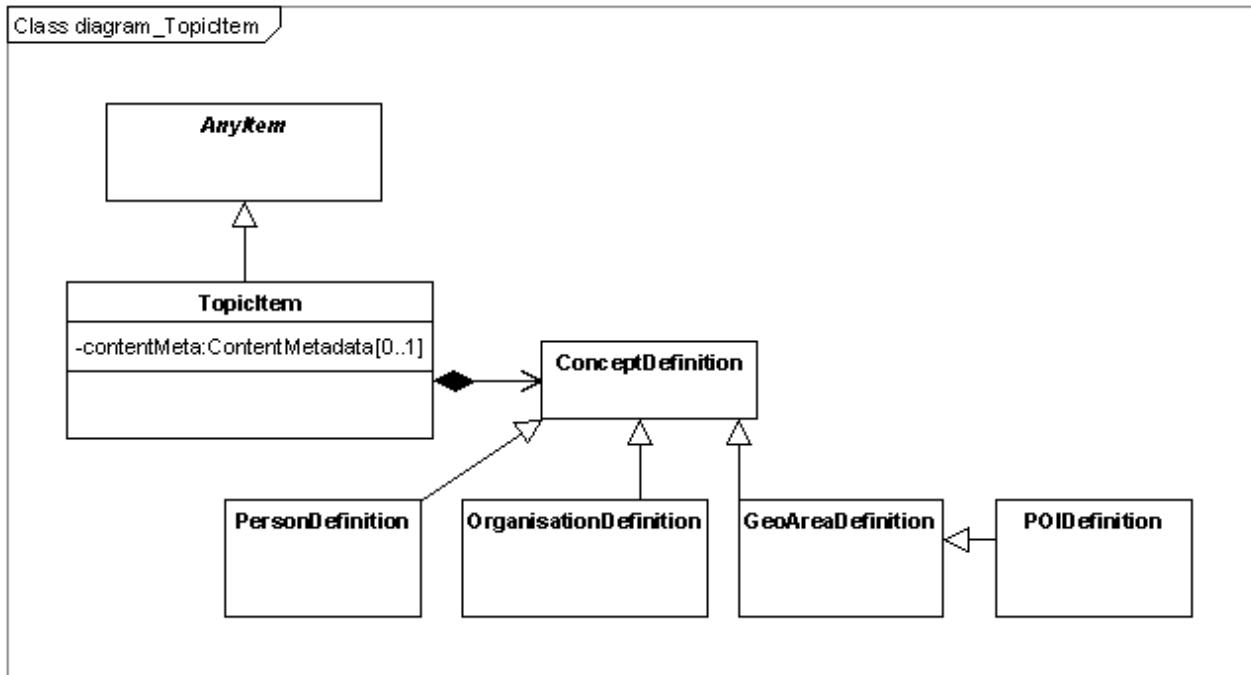 Class diagram_TopicItem
AnyItem
TopicItem
-contentMeta:ContentMetadata[0..1]
ConceptDefinition
PersonDefinition
OrganisationDefinition
GeoAreaDefinition
POIDefinition